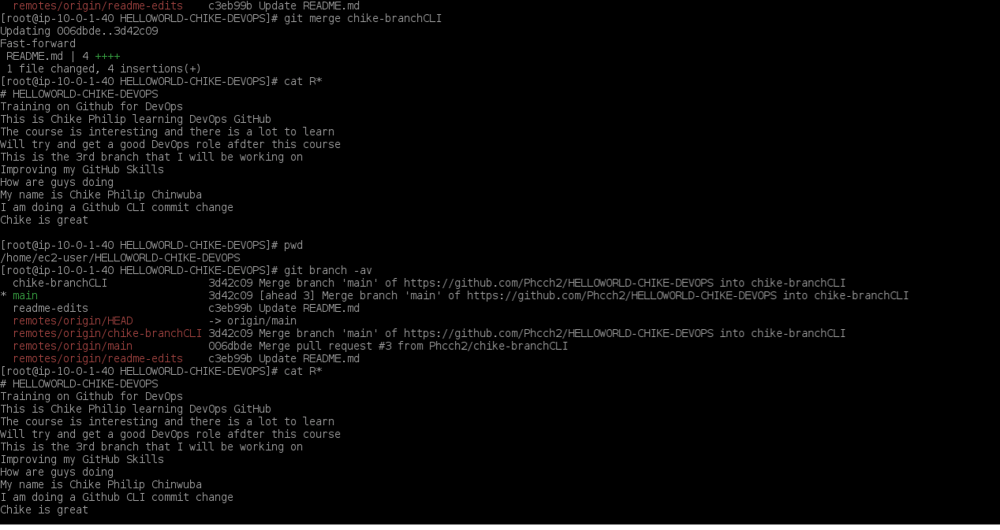 remotes/origin/readme-edits    c3eb99b Update README.md
[root@ip-10-0-1-40 HELLOWORLD-CHIKE-DEVOPS]# git merge chike-branchCLI
Updating 006dbde..3d42c09
Fast-forward
 README.md | 4 ++++
 1 file changed, 4 insertions(+)
[root@ip-10-0-1-40 HELLOWORLD-CHIKE-DEVOPS]# cat R*
# HELLOWORLD-CHIKE-DEVOPS
Training on Github for DevOps
This is Chike Philip learning DevOps GitHub
The course is interesting and there is a lot to learn
Will try and get a good DevOps role afdter this course
This is the 3rd branch that I will be working on
Improving my GitHub Skills
How are guys doing
My name is Chike Philip Chinwuba
I am doing a Github CLI commit change
Chike is great

[root@ip-10-0-1-40 HELLOWORLD-CHIKE-DEVOPS]# pwd
/home/ec2-user/HELLOWORLD-CHIKE-DEVOPS
[root@ip-10-0-1-40 HELLOWORLD-CHIKE-DEVOPS]# git branch -av
  chike-branchCLI                3d42c09 Merge branch 'main' of https://github.com/Phcch2/HELLOWORLD-CHIKE-DEVOPS into chike-branchCLI
* main                           3d42c09 [ahead 3] Merge branch 'main' of https://github.com/Phcch2/HELLOWORLD-CHIKE-DEVOPS into chike-branchCLI
  readme-edits                   c3eb99b Update README.md
  remotes/origin/HEAD            -> origin/main
  remotes/origin/chike-branchCLI 3d42c09 Merge branch 'main' of https://github.com/Phcch2/HELLOWORLD-CHIKE-DEVOPS into chike-branchCLI
  remotes/origin/main            006dbde Merge pull request #3 from Phcch2/chike-branchCLI
  remotes/origin/readme-edits    c3eb99b Update README.md
[root@ip-10-0-1-40 HELLOWORLD-CHIKE-DEVOPS]# cat R*
# HELLOWORLD-CHIKE-DEVOPS
Training on Github for DevOps
This is Chike Philip learning DevOps GitHub
The course is interesting and there is a lot to learn
Will try and get a good DevOps role afdter this course
This is the 3rd branch that I will be working on
Improving my GitHub Skills
How are guys doing
My name is Chike Philip Chinwuba
I am doing a Github CLI commit change
Chike is great